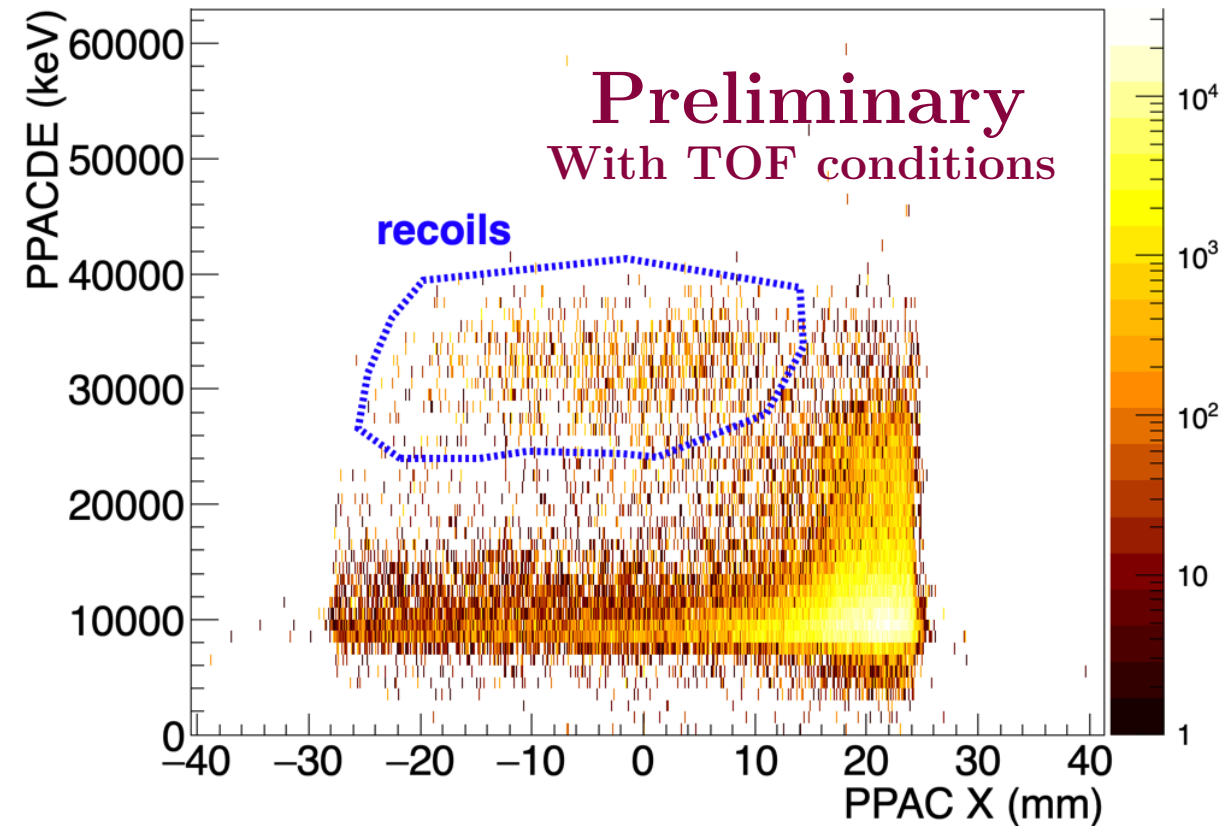 PPACDE (keV)
60000
50000
40000
30000
20000
10000
0
Preliminary
With TOF conditions
recoils
10⁴
10³
10²
10
1
−40 −30 −20 −10 0 10 20 30 40
PPAC X (mm)